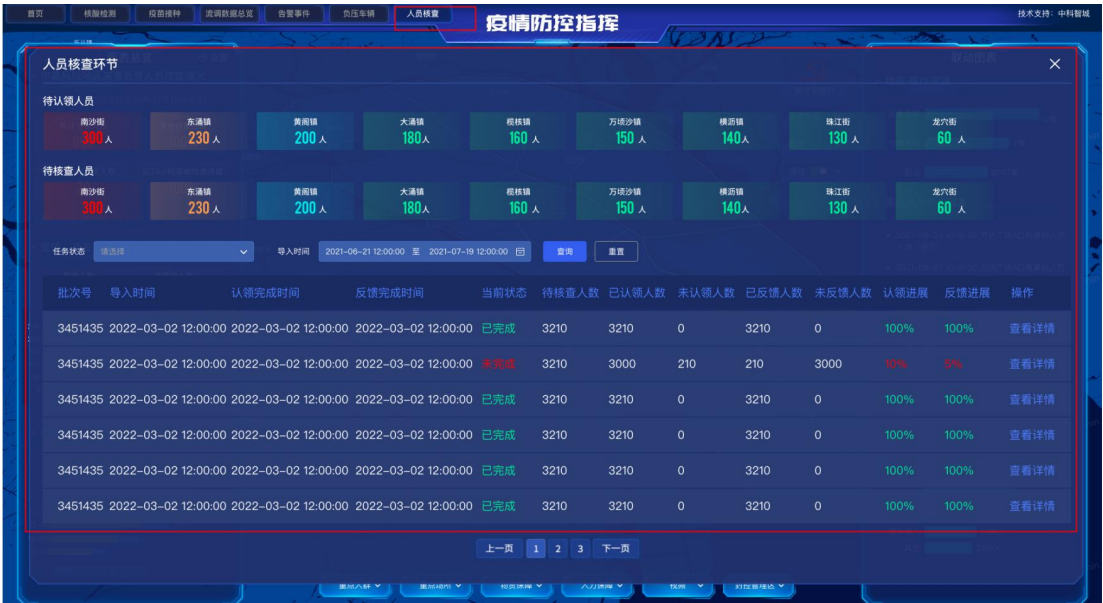 首页 核酸检测 疫苗接种 流调数据总览 告警事件 负压车辆 人员核查 疫情防控指挥 技术支持：中科智城
人员核查环节 ×
待认领人员
南沙街 东涌镇 黄阁镇 大涌镇 榄核镇 万顷沙镇 横沥镇 珠江街 龙穴街
300人 230人 200人 180人 160人 150人 140人 130人 60人
待核查人员
南沙街 东涌镇 黄阁镇 大涌镇 榄核镇 万顷沙镇 横沥镇 珠江街 龙穴街
300人 230人 200人 180人 160人 150人 140人 130人 60人
任务状态 请选择 导入时间 2021-06-21 12:00:00 至 2021-07-19 12:00:00 查询 重置
批次号 导入时间 认领完成时间 反馈完成时间 当前状态 待核查人数 已认领人数 未认领人数 已反馈人数 未反馈人数 认领进展 反馈进展 操作
3451435 2022-03-02 12:00:00 2022-03-02 12:00:00 2022-03-02 12:00:00 已完成 3210 3210 0 3210 0 100% 100% 查看详情
3451435 2022-03-02 12:00:00 2022-03-02 12:00:00 2022-03-02 12:00:00 未完成 3210 3000 210 210 3000 10% 5% 查看详情
3451435 2022-03-02 12:00:00 2022-03-02 12:00:00 2022-03-02 12:00:00 已完成 3210 3210 0 3210 0 100% 100% 查看详情
3451435 2022-03-02 12:00:00 2022-03-02 12:00:00 2022-03-02 12:00:00 已完成 3210 3210 0 3210 0 100% 100% 查看详情
3451435 2022-03-02 12:00:00 2022-03-02 12:00:00 2022-03-02 12:00:00 已完成 3210 3210 0 3210 0 100% 100% 查看详情
3451435 2022-03-02 12:00:00 2022-03-02 12:00:00 2022-03-02 12:00:00 已完成 3210 3210 0 3210 0 100% 100% 查看详情
上一页 1 2 3 下一页
重点人群 重点场所 物资保障 人力保障 视频 封控管理区